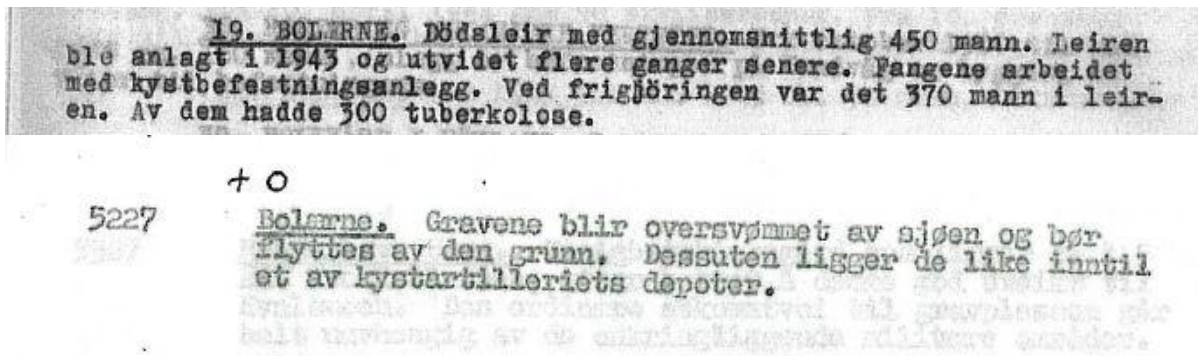 19. BOLÆRNE. Dödsleir med gjennomsnittlig 450 mann. Leiren
ble anlagt i 1943 og utvidet flere ganger senere. Fangene arbeidet
med kystbefestningsanlegg. Ved frigjöringen var det 370 mann i leir-
en. Av dem hadde 300 tuberkolose.
+ O
5227 Bolærne. Gravene blir oversvømmet av sjøen og bør
flyttes av den grunn. Dessuten ligger de like inntil
et av kystartilleriets depoter.